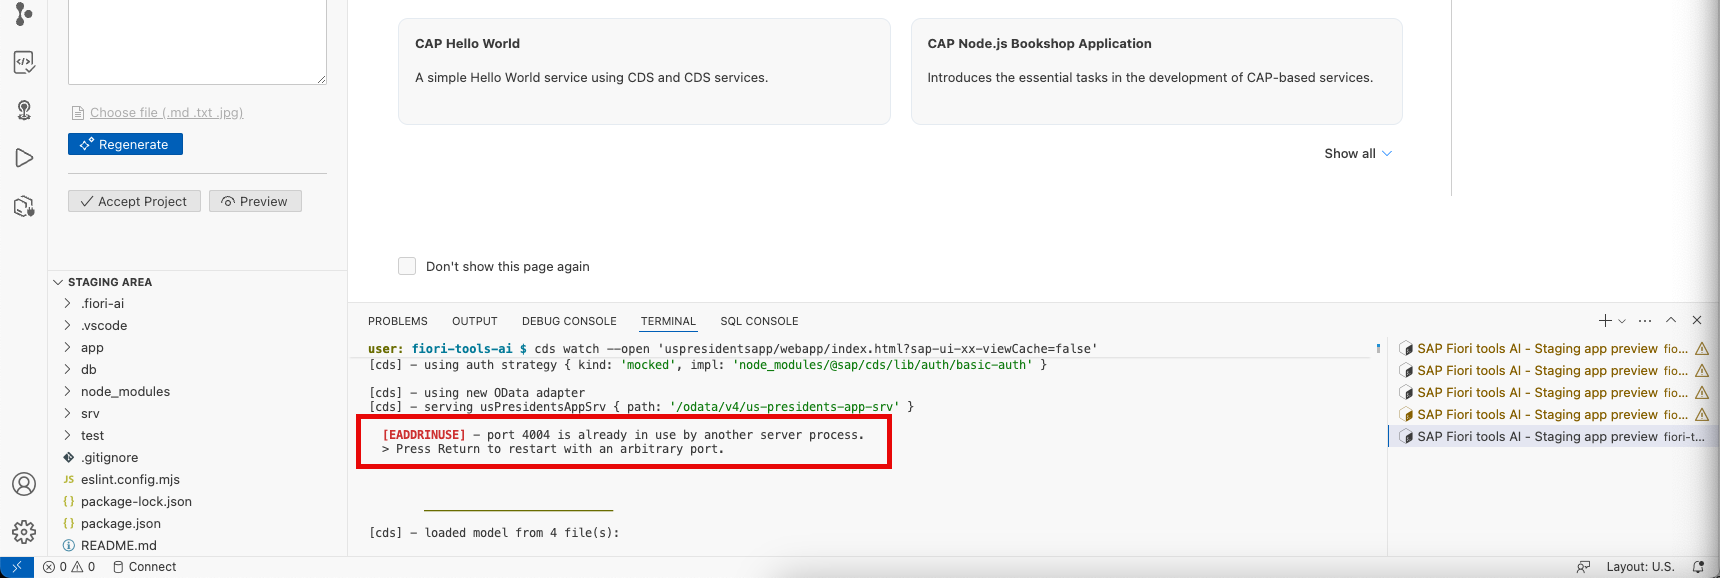 CAP Hello World
A simple Hello World service using CDS and CDS services.
CAP Node.js Bookshop Application
Introduces the essential tasks in the development of CAP-based services.
Show all
Don't show this page again
Choose file (.md .txt .jpg)
Regenerate
Accept Project
Preview
STAGING AREA
.fiori-ai
.vscode
app
db
node_modules
srv
test
.gitignore
JS eslint.config.mjs
{} package-lock.json
{} package.json
README.md
PROBLEMS OUTPUT DEBUG CONSOLE TERMINAL SQL CONSOLE
user: fiori-tools-ai $ cds watch --open 'uspresidentsapp/webapp/index.html?sap-ui-xx-viewCache=false'
[cds] - using auth strategy { kind: 'mocked', impl: 'node_modules/@sap/cds/lib/auth/basic-auth' }
[cds] - using new OData adapter
[cds] - serving usPresidentsAppSrv { path: '/odata/v4/us-presidents-app-srv' }
[EADDRINUSE] - port 4004 is already in use by another server process.
> Press Return to restart with an arbitrary port.
[cds] - loaded model from 4 file(s):
SAP Fiori tools AI - Staging app preview fio...
SAP Fiori tools AI - Staging app preview fio...
SAP Fiori tools AI - Staging app preview fio...
SAP Fiori tools AI - Staging app preview fio...
SAP Fiori tools AI - Staging app preview fiori-t...
0 0 Connect
Layout: U.S.